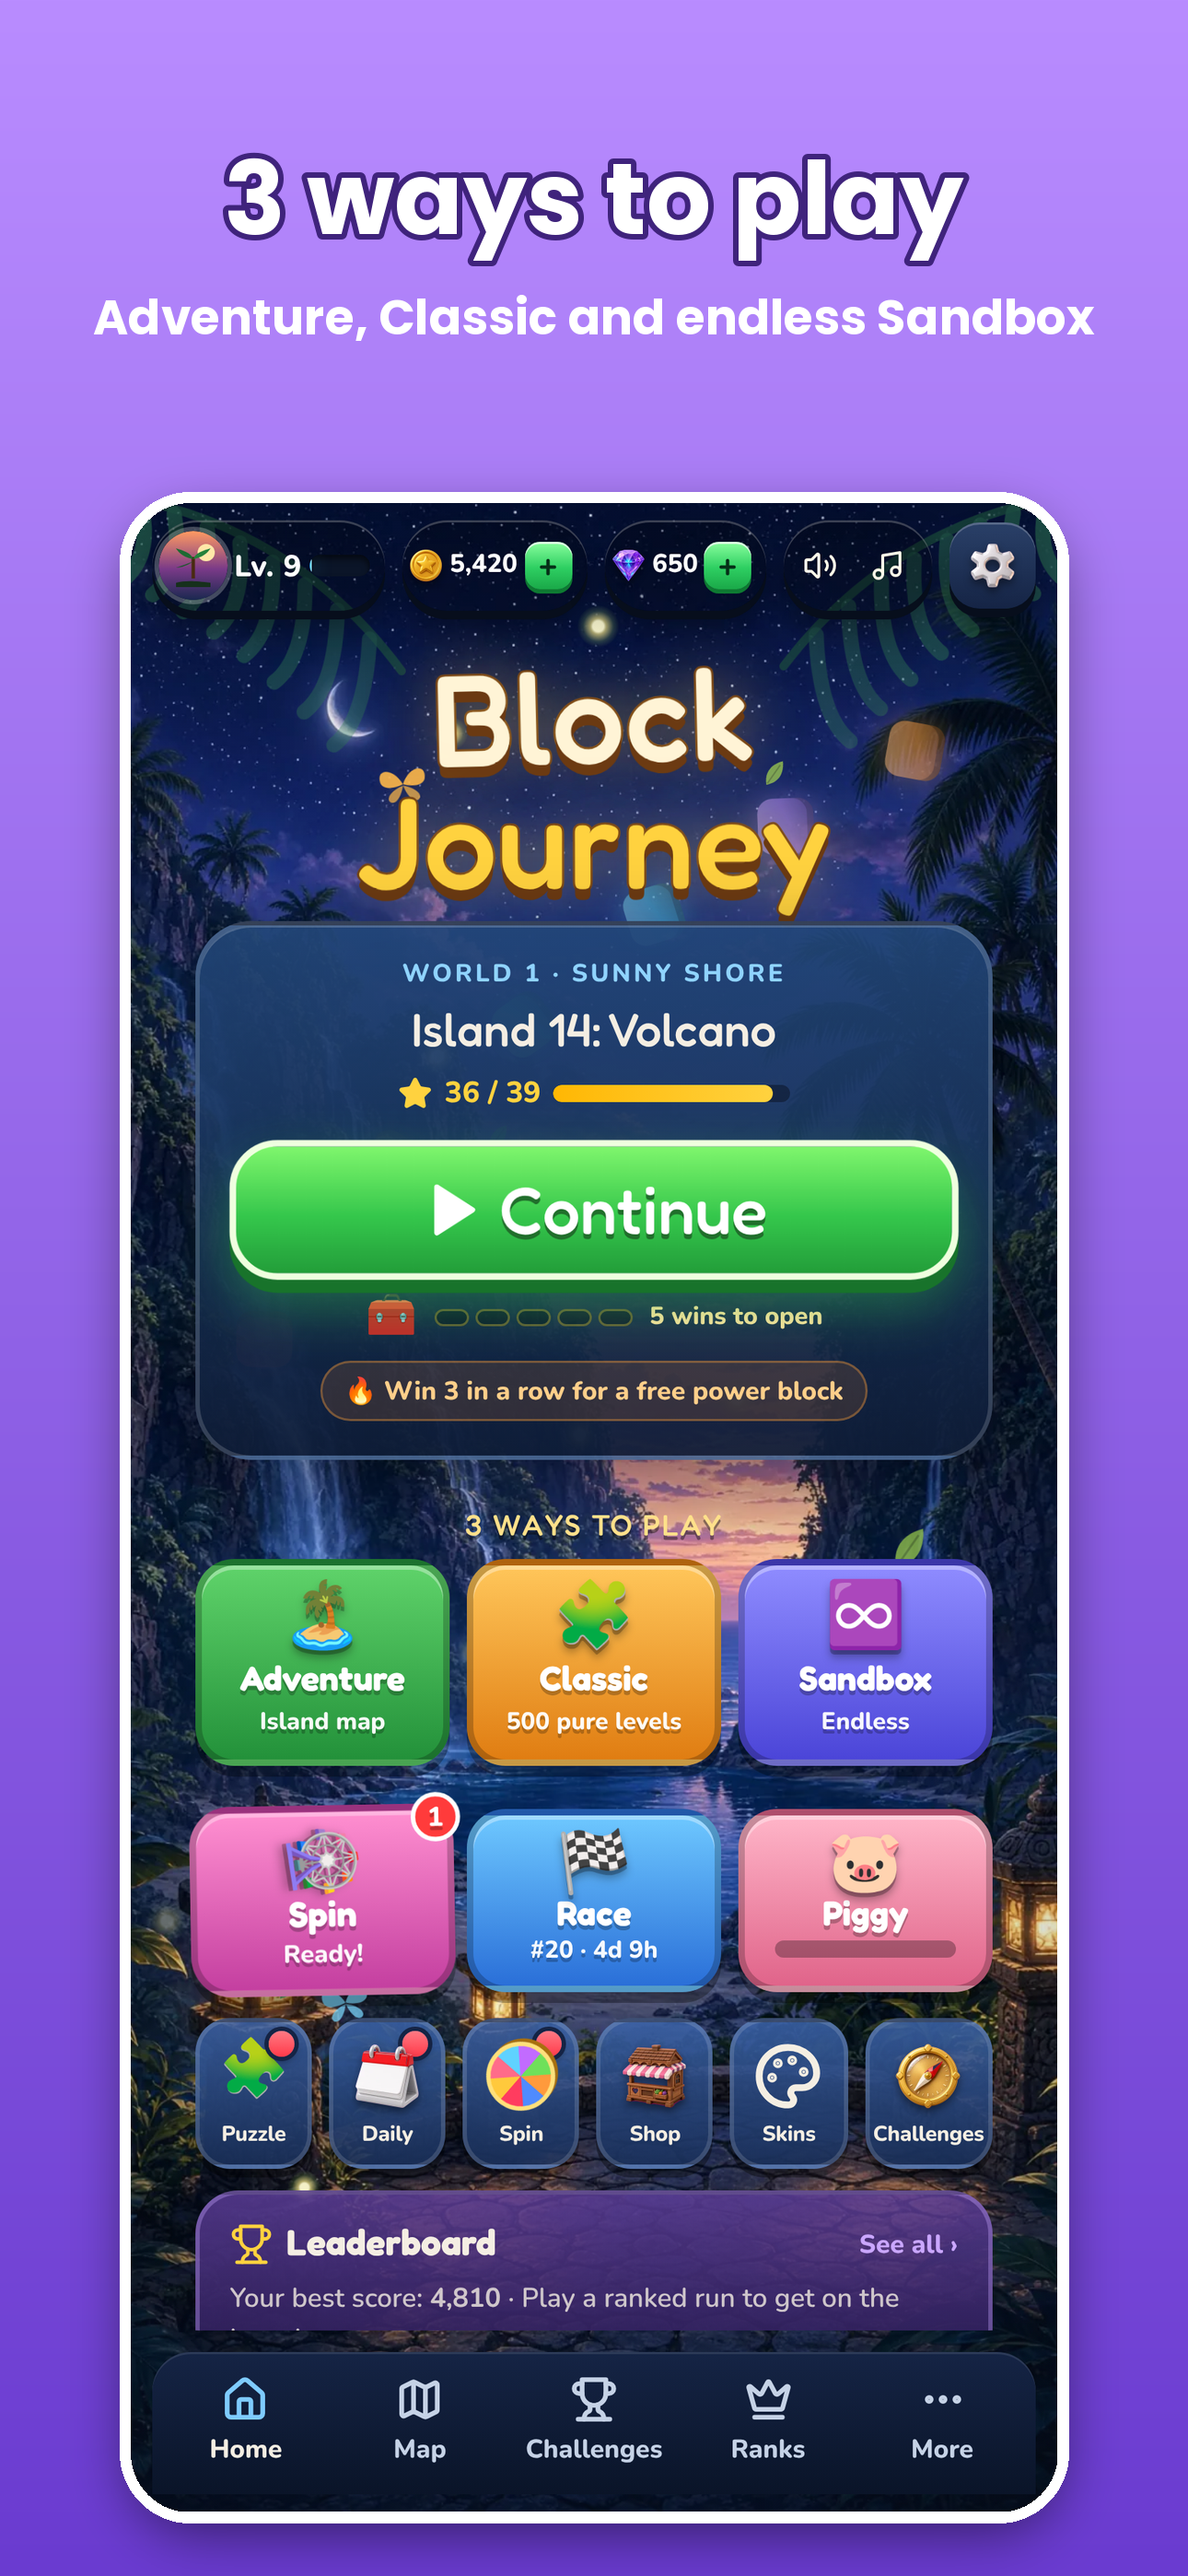 3 ways to play
Adventure, Classic and endless Sandbox
Lv. 9
5,420 +
650 +
Block
Journey
WORLD 1 · SUNNY SHORE
Island 14: Volcano
36 / 39
Continue
5 wins to open
Win 3 in a row for a free power block
3 WAYS TO PLAY
Adventure
Island map
Classic
500 pure levels
Sandbox
Endless
1
Spin
Ready!
Race
#20 · 4d 9h
Piggy
Puzzle
Daily
Spin
Shop
Skins
Challenges
Leaderboard
See all ›
Your best score: 4,810 · Play a ranked run to get on the
Home
Map
Challenges
Ranks
More